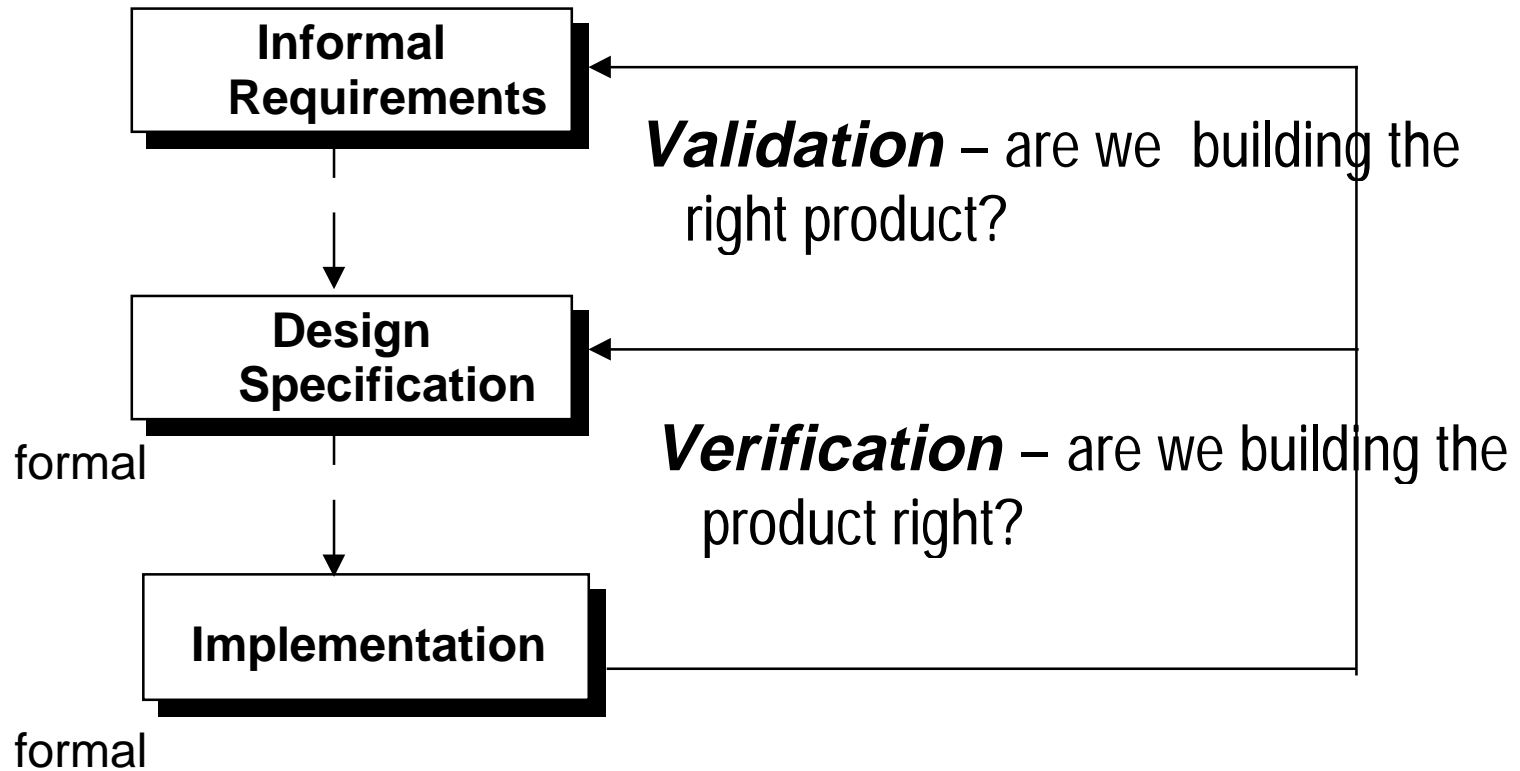 Informal
Requirements
Validation – are we building the
right product?
Design
Specification
formal
Verification – are we building the
product right?
Implementation
formal